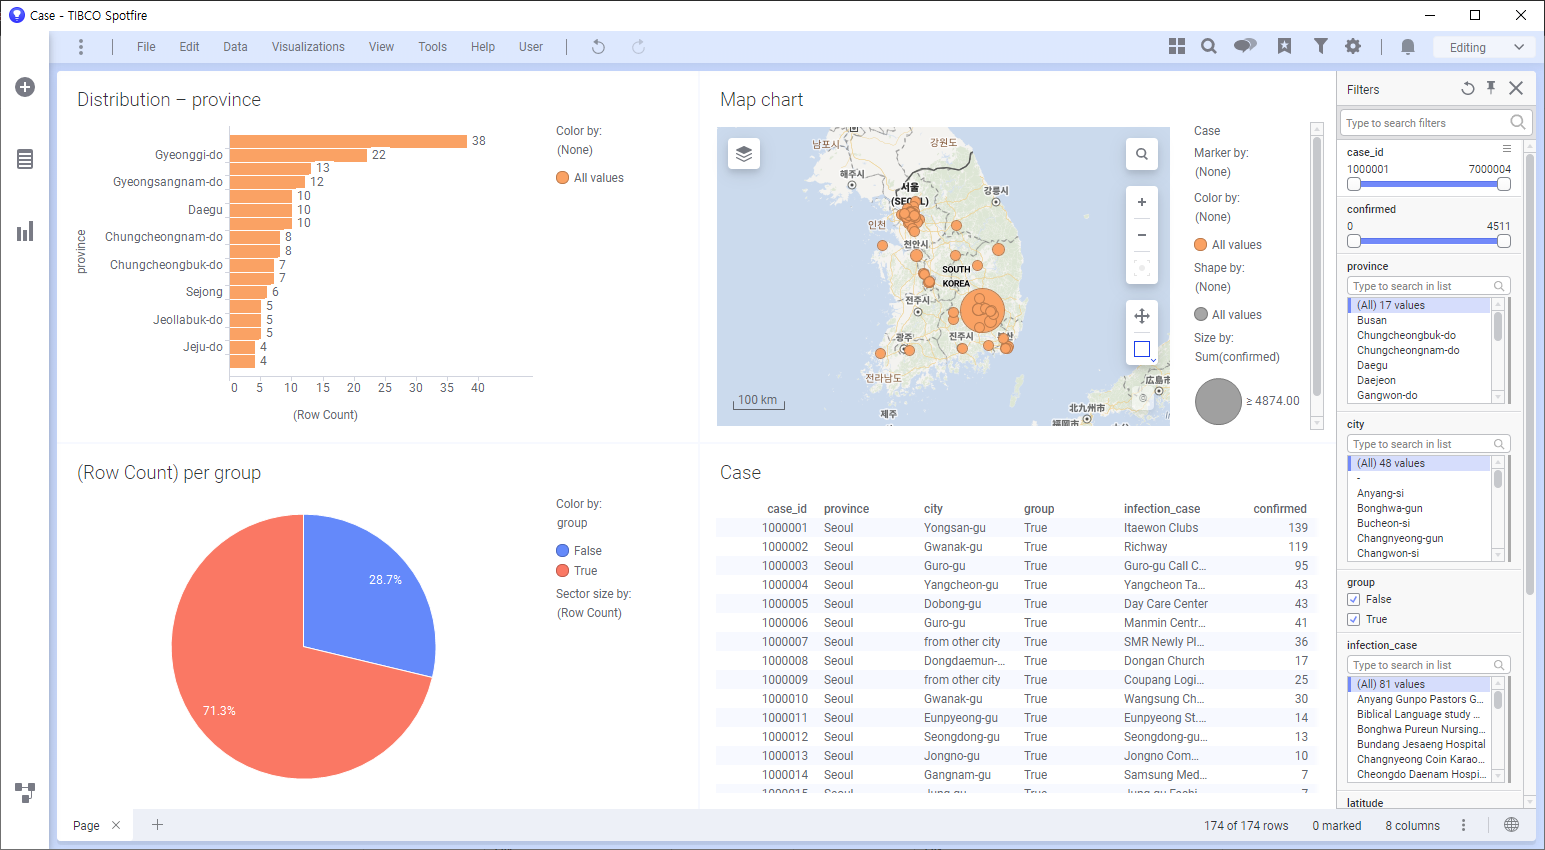 Case - TIBCO Spotfire
File Edit Data Visualizations View Tools Help User
Editing
Distribution – province
province
Gyeonggi-do
Gyeongsangnam-do
Daegu
Chungcheongnam-do
Chungcheongbuk-do
Sejong
Jeollabuk-do
Jeju-do
38
22
13
12
10
10
10
8
8
7
7
6
5
5
5
4
4
0 5 10 15 20 25 30 35 40
(Row Count)
Color by:
(None)
All values
Map chart
남포시
강원도
해주시
서울
(SEOUL)
강릉시
인천
천안시
SOUTH
KOREA
전주시
광주
진주시
전라남도
제주
広島市
北九州市
100 km
Case
Marker by:
(None)
Color by:
(None)
All values
Shape by:
(None)
All values
Size by:
Sum(confirmed)
≥ 4874.00
(Row Count) per group
28.7%
71.3%
Color by:
group
False
True
Sector size by:
(Row Count)
Case
case_id province city group infection_case confirmed
1000001 Seoul Yongsan-gu True Itaewon Clubs 139
1000002 Seoul Gwanak-gu True Richway 119
1000003 Seoul Guro-gu True Guro-gu Call C... 95
1000004 Seoul Yangcheon-gu True Yangcheon Ta... 43
1000005 Seoul Dobong-gu True Day Care Center 43
1000006 Seoul Guro-gu True Manmin Centr... 41
1000007 Seoul from other city True SMR Newly Pl... 36
1000008 Seoul Dongdaemun-... True Dongan Church 17
1000009 Seoul from other city True Coupang Logi... 25
1000010 Seoul Gwanak-gu True Wangsung Ch... 30
1000011 Seoul Eunpyeong-gu True Eunpyeong St.... 14
1000012 Seoul Seongdong-gu True Seongdong-gu... 13
1000013 Seoul Jongno-gu True Jongno Com... 10
1000014 Seoul Gangnam-gu True Samsung Med... 7
Filters
Type to search filters
case_id
1000001 7000004
confirmed
0 4511
province
Type to search in list
(All) 17 values
Busan
Chungcheongbuk-do
Chungcheongnam-do
Daegu
Daejeon
Gangwon-do
city
Type to search in list
(All) 48 values
-
Anyang-si
Bonghwa-gun
Bucheon-si
Changnyeong-gun
Changwon-si
group
False
True
infection_case
Type to search in list
(All) 81 values
Anyang Gunpo Pastors G...
Biblical Language study ...
Bonghwa Pureun Nursing...
Bundang Jesaeng Hospital
Changnyeong Coin Karao...
Cheongdo Daenam Hospi...
latitude
Page
174 of 174 rows 0 marked 8 columns